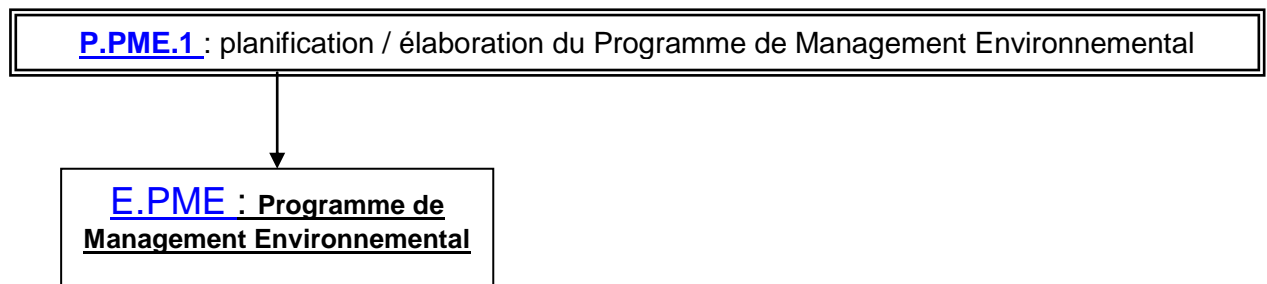 P.PME.1 : planification / élaboration du Programme de Management Environnemental
E.PME : Programme de
Management Environnemental